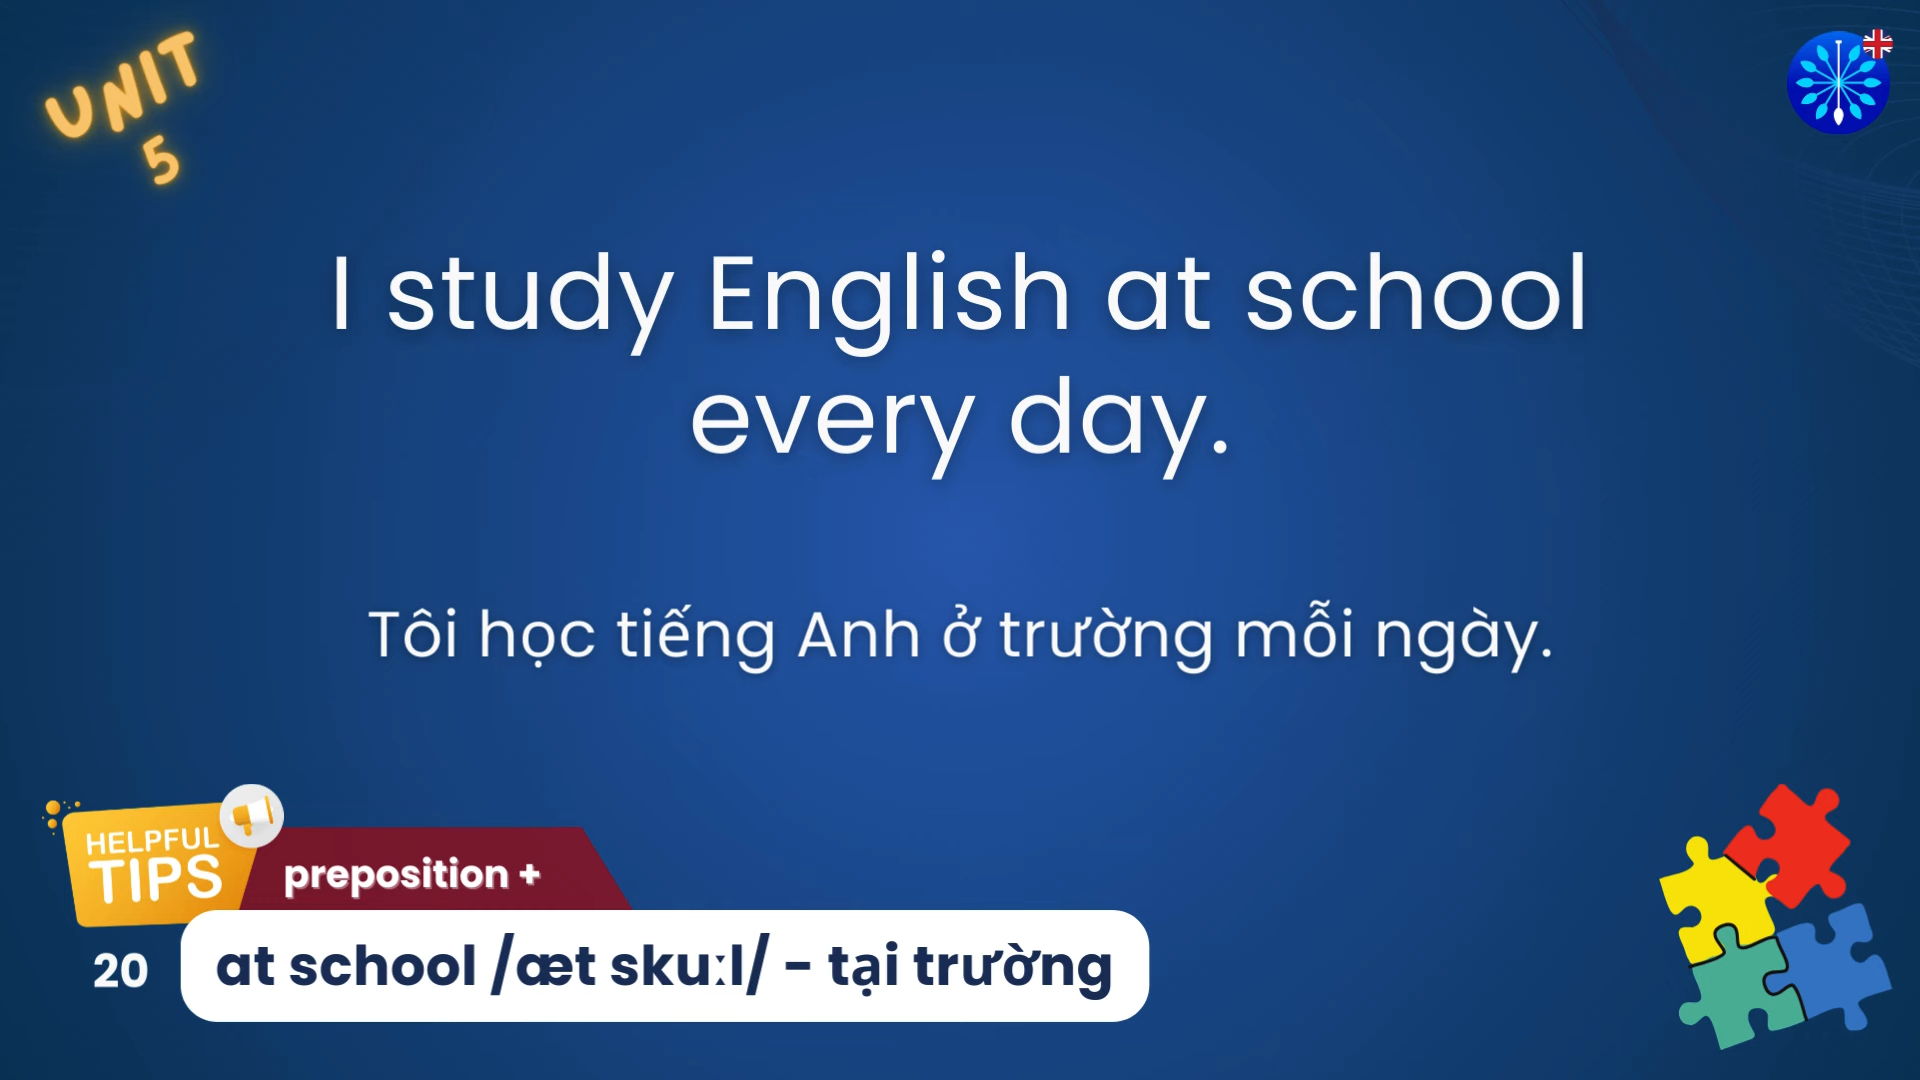 UNIT
5
I study English at school
every day.
Tôi học tiếng Anh ở trường mỗi ngày.
HELPFUL
TIPS
preposition +
20
at school /æt skuːl/ - tại trường